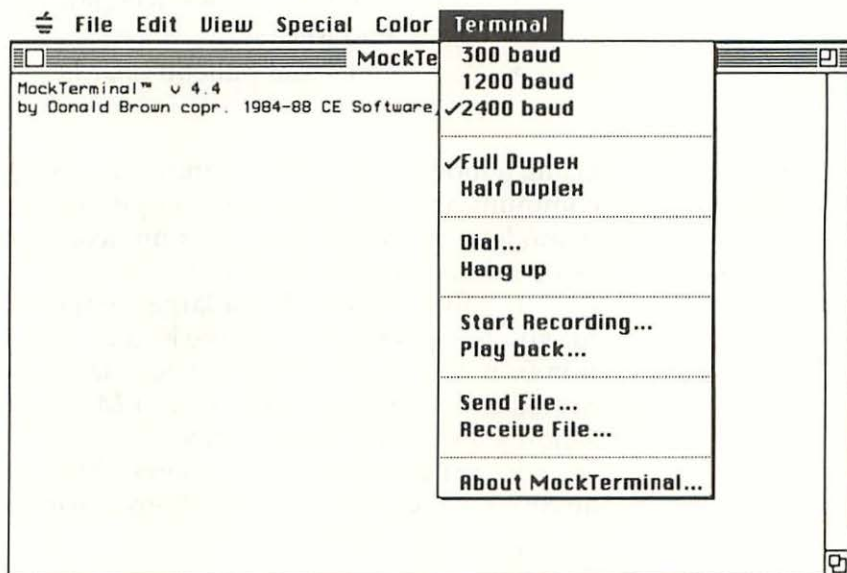 File Edit View Special Color Terminal
MockTe
MockTerminal™ v 4.4
by Donald Brown copr. 1984-88 CE Software,
300 baud
1200 baud
✓2400 baud
✓Full Duplex
Half Duplex
Dial...
Hang up
Start Recording...
Play back...
Send File...
Receive File...
About MockTerminal...